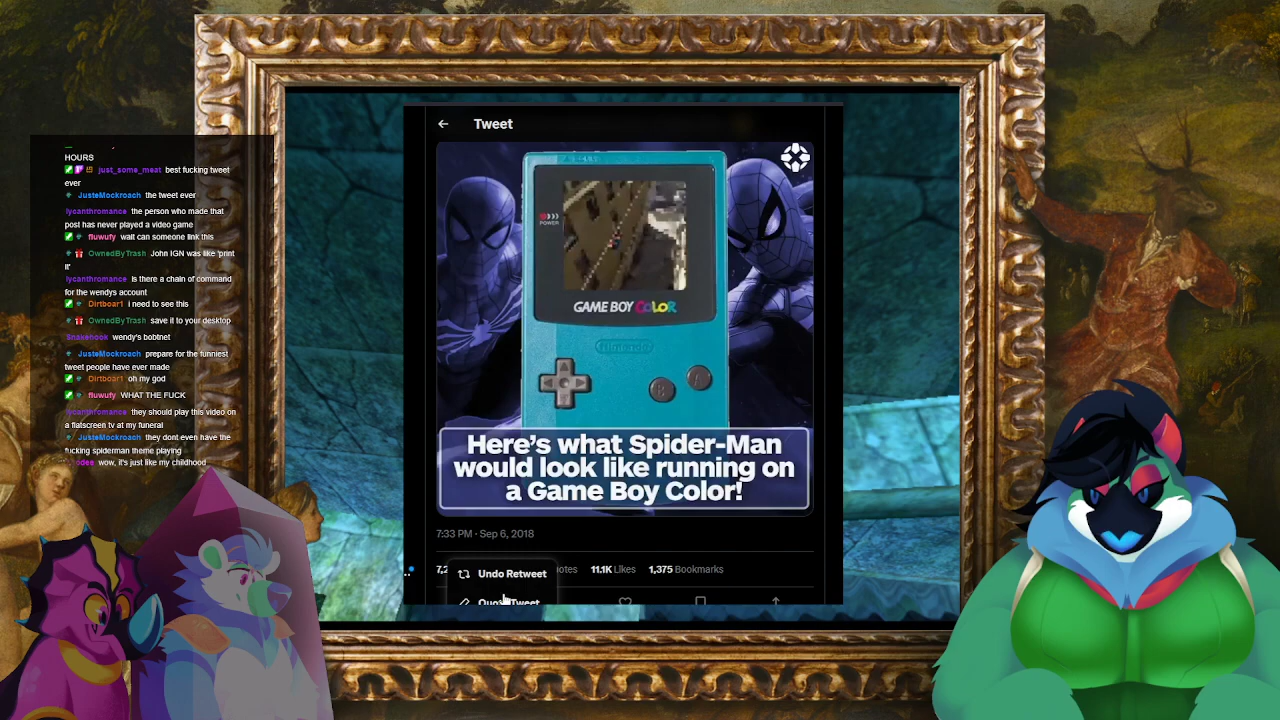 HOURS
just_some_meat best fucking tweet
ever
JusteMockroach the tweet ever
lycanthromance the person who made that
post has never played a video game
fluwufy wait can someone link this
OwnedByTrash John IGN was like 'print
it'
lycanthromance is there a chain of command
for the wendys account
Dirtboar1 i need to see this
OwnedByTrash save it to your desktop
wendy's bobtnet
JusteMockroach prepare for the funniest
tweet people have ever made
Dirtboar1 oh my god
fluwufy WHAT THE FUCK
lycanthromance they should play this video on
a flatscreen tv at my funeral
JusteMockroach they dont even have the
fucking spiderman theme playing
wow, it's just like my childhood
Tweet
POWER
GAME BOY COLOR
Nintendo
B
A
Here's what Spider-Man
would look like running on
a Game Boy Color!
7:33 PM · Sep 6, 2018
7,2 11.1K Likes 1,375 Bookmarks
Undo Retweet
Tweet